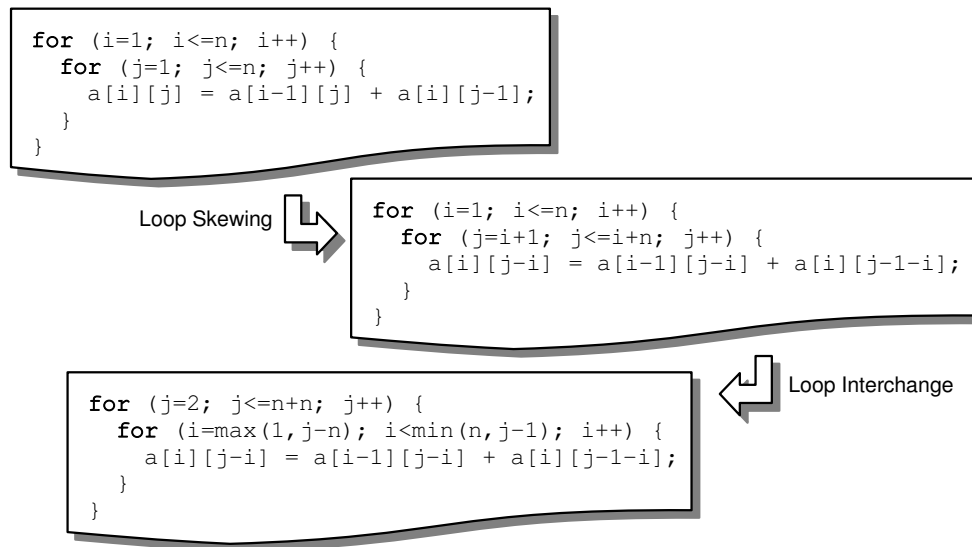 for (i=1; i<=n; i++) {
  for (j=1; j<=n; j++) {
    a[i][j] = a[i-1][j] + a[i][j-1];
  }
}
Loop Skewing
for (i=1; i<=n; i++) {
  for (j=i+1; j<=i+n; j++) {
    a[i][j-i] = a[i-1][j-i] + a[i][j-1-i];
  }
}
Loop Interchange
for (j=2; j<=n+n; j++) {
  for (i=max(1,j-n); i<min(n,j-1); i++) {
    a[i][j-i] = a[i-1][j-i] + a[i][j-1-i];
  }
}